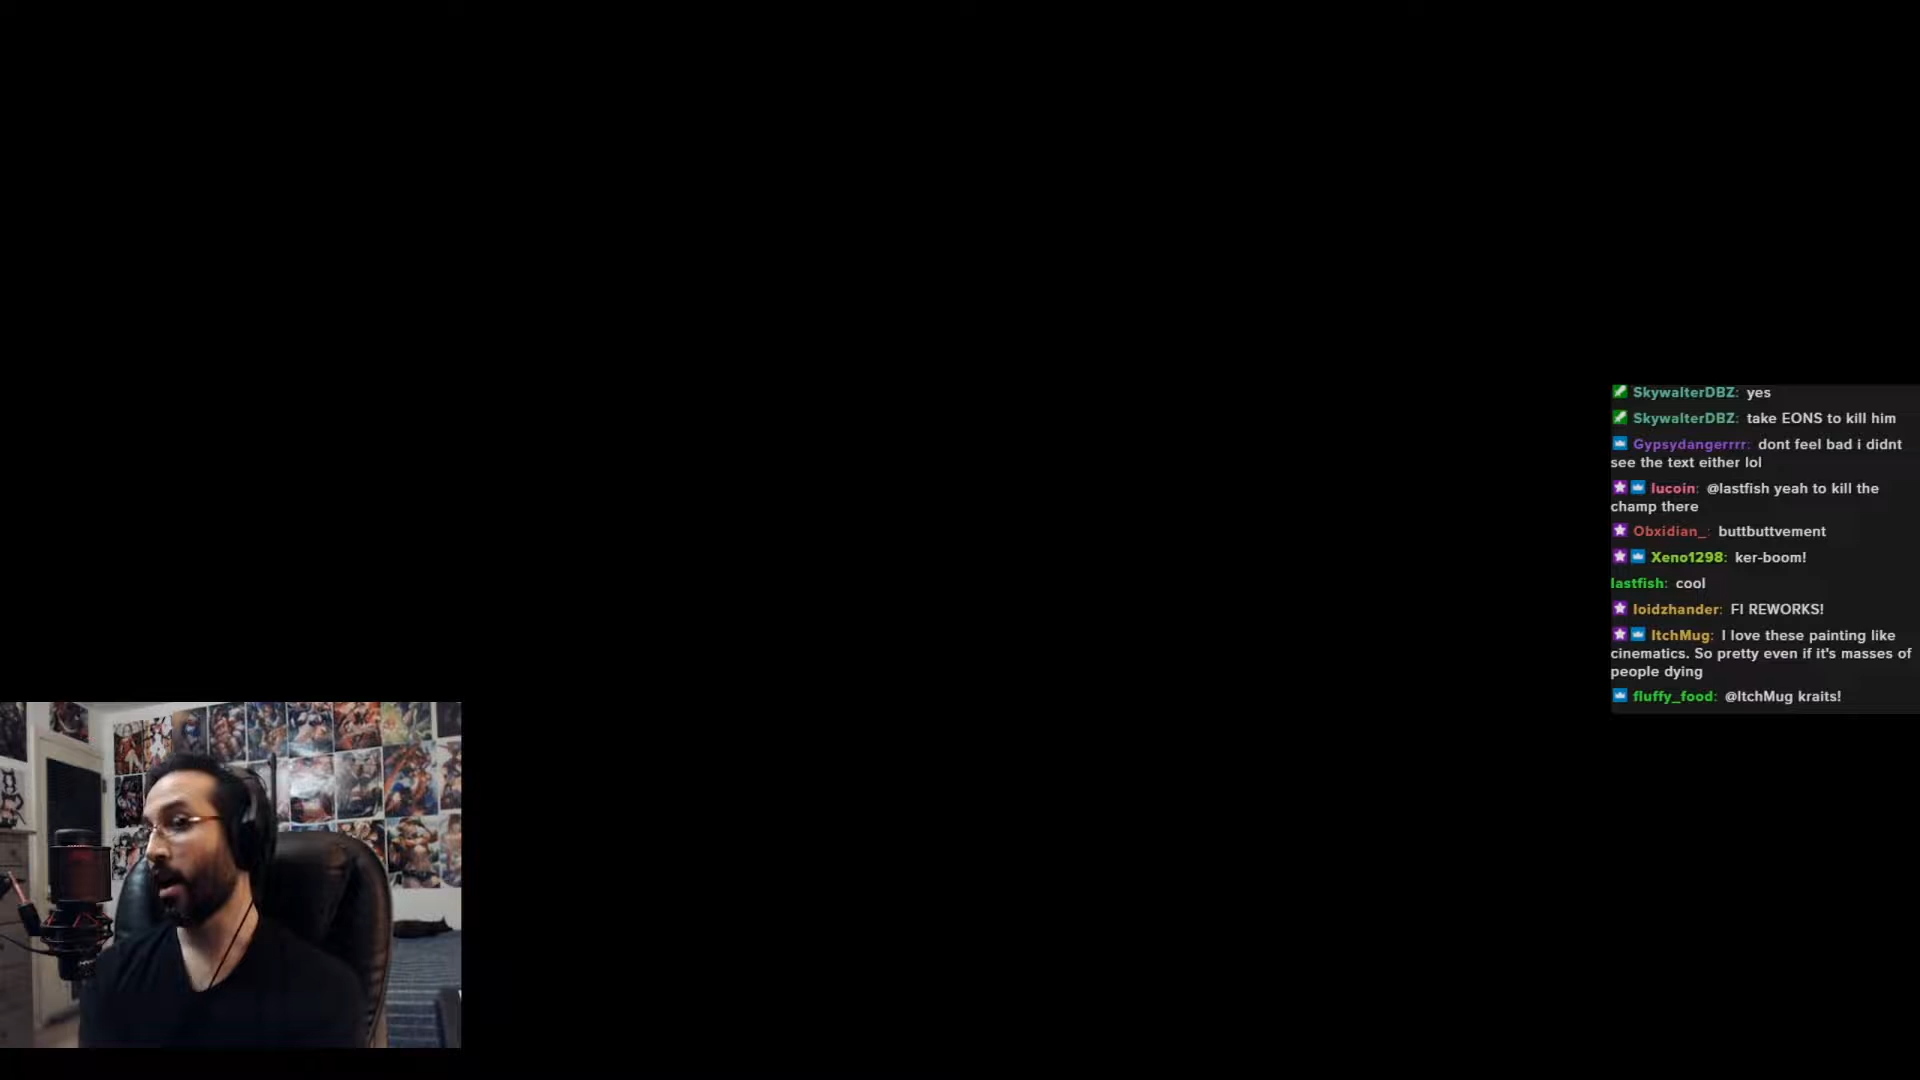 SkywalterDBZ: yes
SkywalterDBZ: take EONS to kill him
Gypsydangerrrr: dont feel bad i didnt
see the text either lol
lucoin: @lastfish yeah to kill the
champ there
Obxidian_: buttbuttvement
Xeno1298: ker-boom!
lastfish: cool
loidzhander: FI REWORKS!
ItchMug: I love these painting like
cinematics. So pretty even if it's masses of
people dying
fluffy_food: @ItchMug kraits!